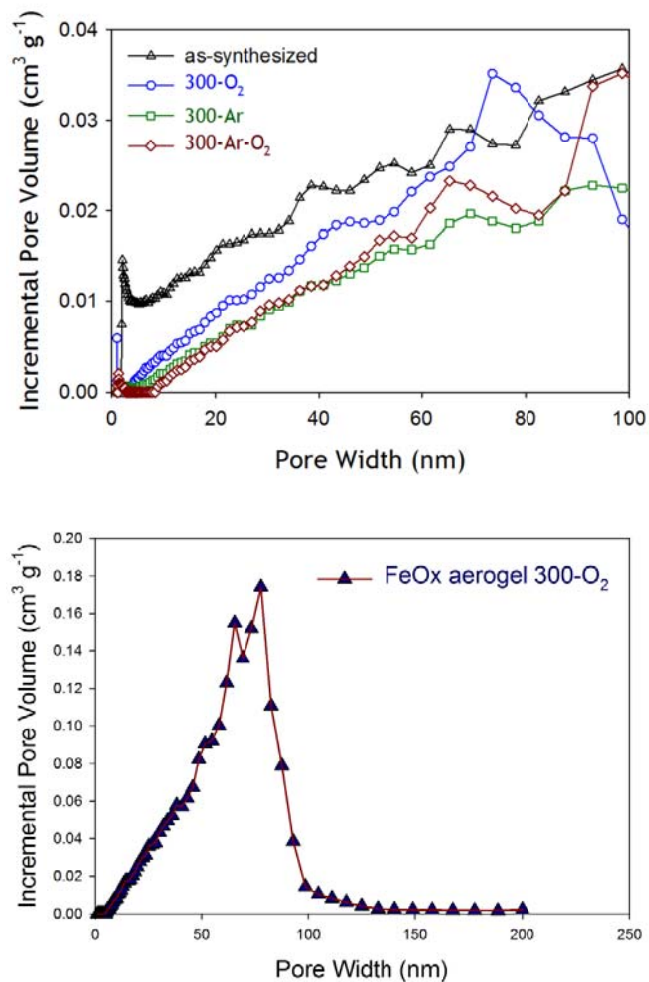 Incremental Pore Volume (cm³ g⁻¹)
0.04
0.03
0.02
0.01
0.00
as-synthesized
300-O₂
300-Ar
300-Ar-O₂
0 20 40 60 80 100
Pore Width (nm)
Incremental Pore Volume (cm³ g⁻¹)
0.20
0.18
0.16
0.14
0.12
0.10
0.08
0.06
0.04
0.02
0.00
FeOx aerogel 300-O₂
0 50 100 150 200 250
Pore Width (nm)